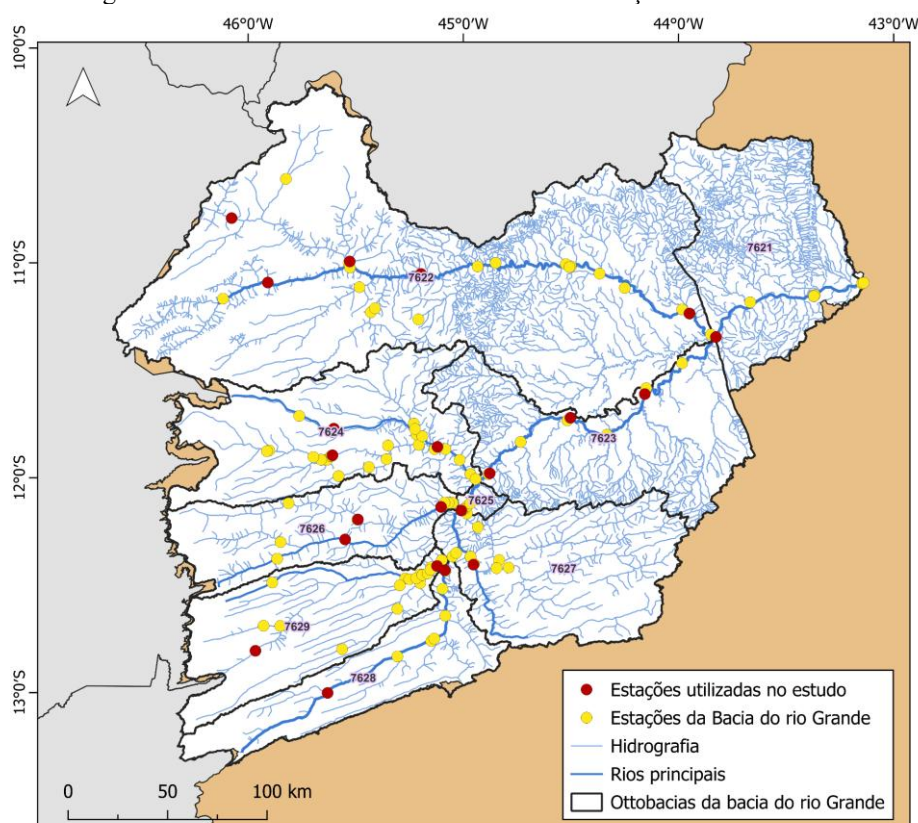 46°0'W 45°0'W 44°0'W 43°0'W
10°0'S
11°0'S
12°0'S
13°0'S
7621
7622
7623
7624
7625
7626
7627
7629
7628
Estações utilizadas no estudo
Estações da Bacia do rio Grande
Hidrografia
Rios principais
Ottobacias da bacia do rio Grande
0 50 100 km